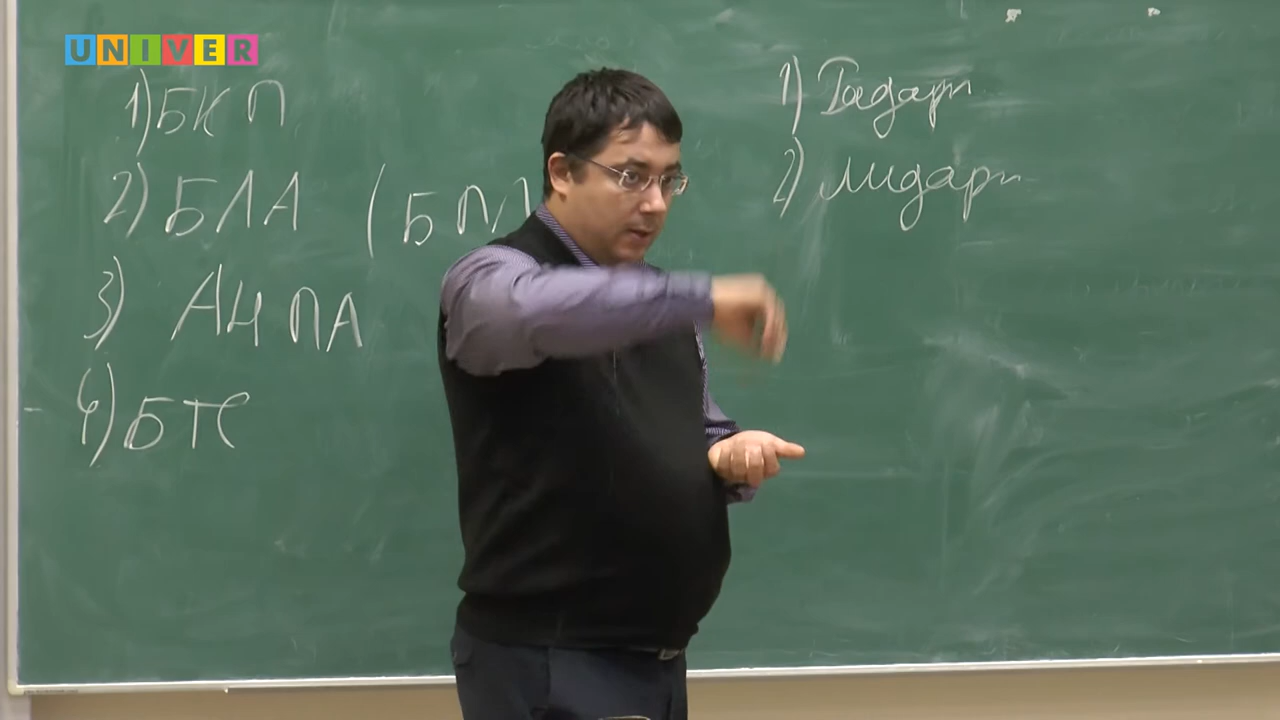 UNIVER
1) БКП
2) БЛА (БП
3) АНПА
4) БТС
1) Радары
2) Лидары